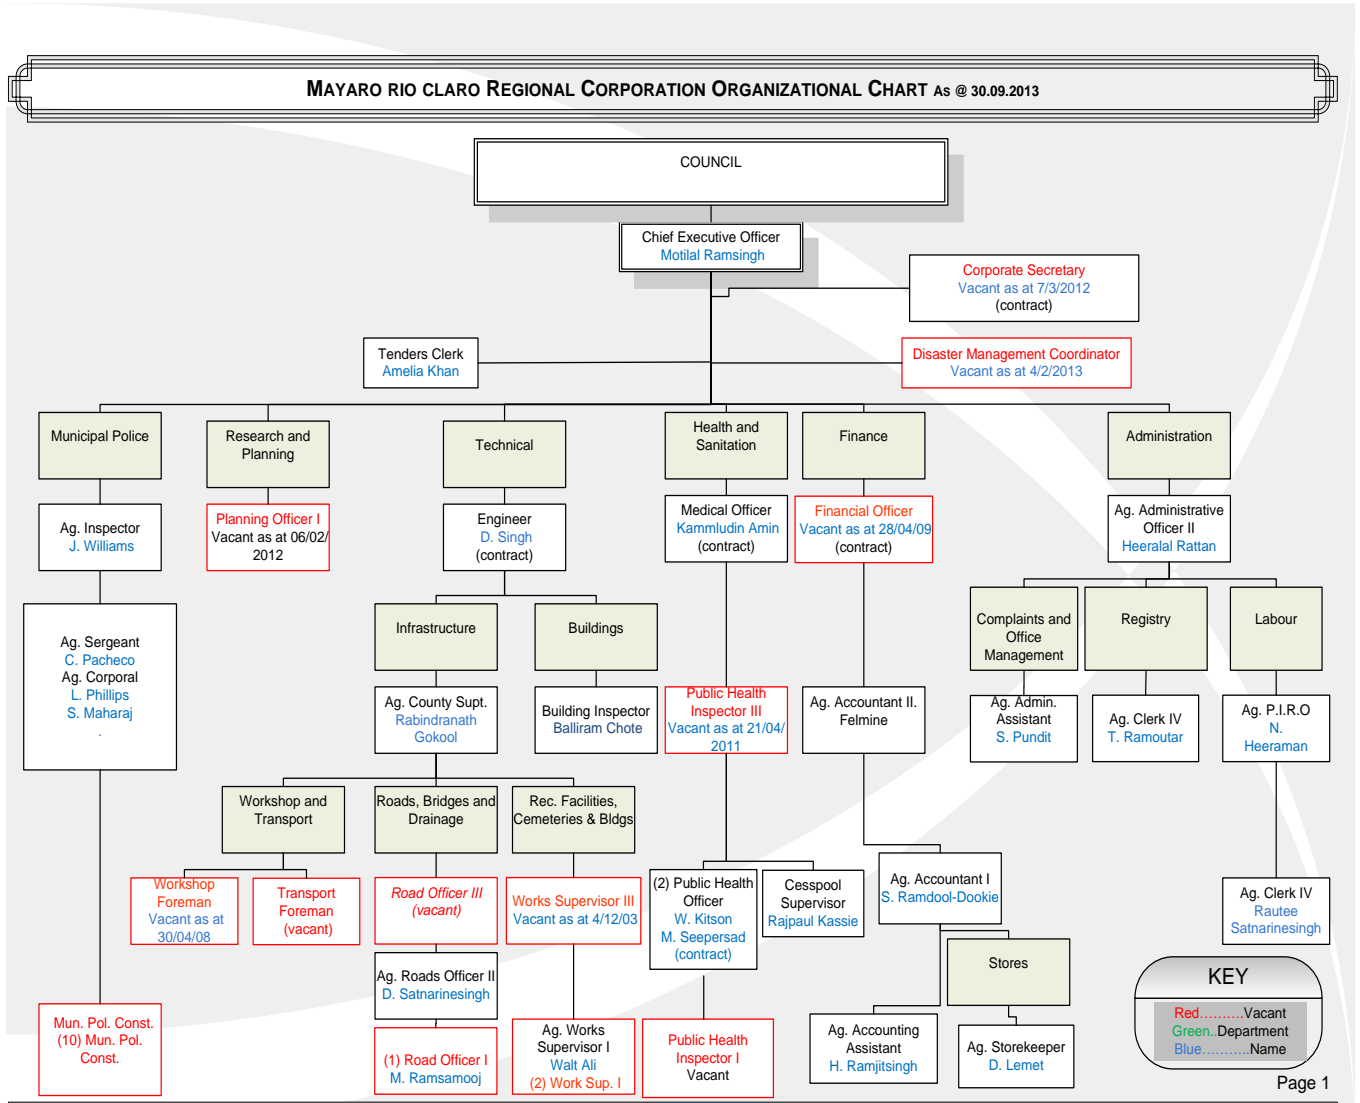 MAYARO RIO CLARO REGIONAL CORPORATION ORGANIZATIONAL CHART AS @ 30.09.2013
COUNCIL
Chief Executive Officer
Motilal Ramsingh
Corporate Secretary
Vacant as at 7/3/2012
(contract)
Tenders Clerk
Amelia Khan
Disaster Management Coordinator
Vacant as at 4/2/2013
Municipal Police
Research and
Planning
Technical
Health and
Sanitation
Finance
Administration
Ag. Inspector
J. Williams
Planning Officer I
Vacant as at 06/02/
2012
Engineer
D. Singh
(contract)
Medical Officer
Kammludin Amin
(contract)
Financial Officer
Vacant as at 28/04/09
(contract)
Ag. Administrative
Officer II
Heeralal Rattan
Ag. Sergeant
C. Pacheco
Ag. Corporal
L. Phillips
S. Maharaj
.
Infrastructure
Buildings
Complaints and
Office
Management
Registry
Labour
Ag. County Supt.
Rabindranath
Gokool
Building Inspector
Balliram Chote
Public Health
Inspector III
Vacant as at 21/04/
2011
Ag. Accountant II.
Felmine
Ag. Admin.
Assistant
S. Pundit
Ag. Clerk IV
T. Ramoutar
Ag. P.I.R.O
N.
Heeraman
Workshop and
Transport
Roads, Bridges and
Drainage
Rec. Facilities,
Cemeteries & Bldgs
Workshop
Foreman
Vacant as at
30/04/08
Transport
Foreman
(vacant)
Road Officer III
(vacant)
Works Supervisor III
Vacant as at 4/12/03
(2) Public Health
Officer
W. Kitson
M. Seepersad
(contract)
Cesspool
Supervisor
Rajpaul Kassie
Ag. Accountant I
S. Ramdool-Dookie
Ag. Clerk IV
Rautee
Satnarinesingh
Ag. Roads Officer II
D. Satnarinesingh
Stores
Mun. Pol. Const.
(10) Mun. Pol.
Const.
(1) Road Officer I
M. Ramsamooj
Ag. Works
Supervisor I
Walt Ali
(2) Work Sup. I
Public Health
Inspector I
Vacant
Ag. Accounting
Assistant
H. Ramjitsingh
Ag. Storekeeper
D. Lemet
KEY
Red..........Vacant
Green..Department
Blue...........Name
Page 1